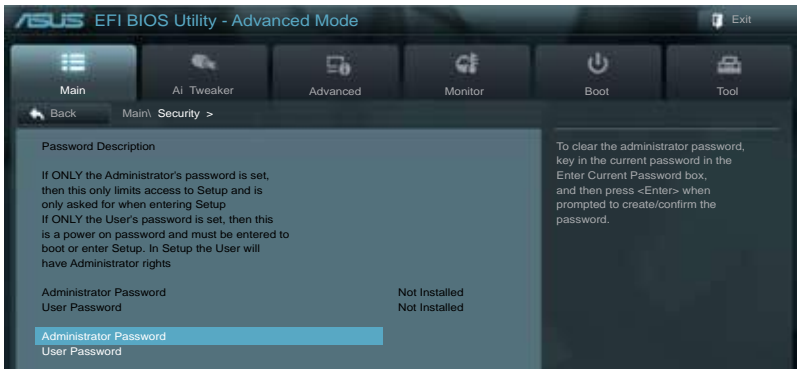 ASUS EFI BIOS Utility - Advanced Mode Exit
Main Ai Tweaker Advanced Monitor Boot Tool
Back Main\ Security >
Password Description
If ONLY the Administrator's password is set,
then this only limits access to Setup and is
only asked for when entering Setup
If ONLY the User's password is set, then this
is a power on password and must be entered to
boot or enter Setup. In Setup the User will
have Administrator rights
Administrator Password Not Installed
User Password Not Installed
Administrator Password
User Password
To clear the administrator password,
key in the current password in the
Enter Current Password box,
and then press <Enter> when
prompted to create/confirm the
password.